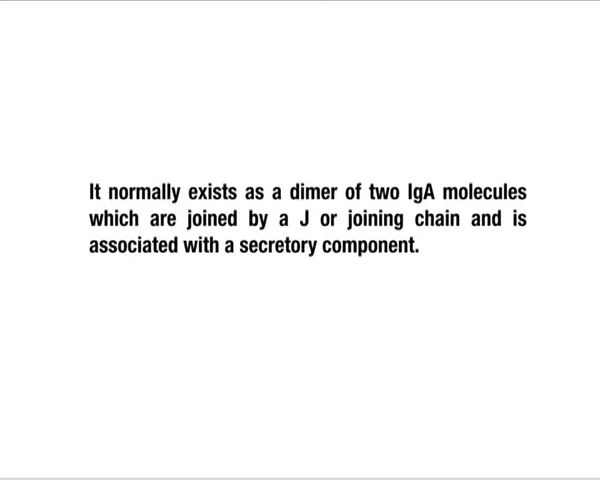 It normally exists as a dimer of two IgA molecules
which are joined by a J or joining chain and is
associated with a secretory component.